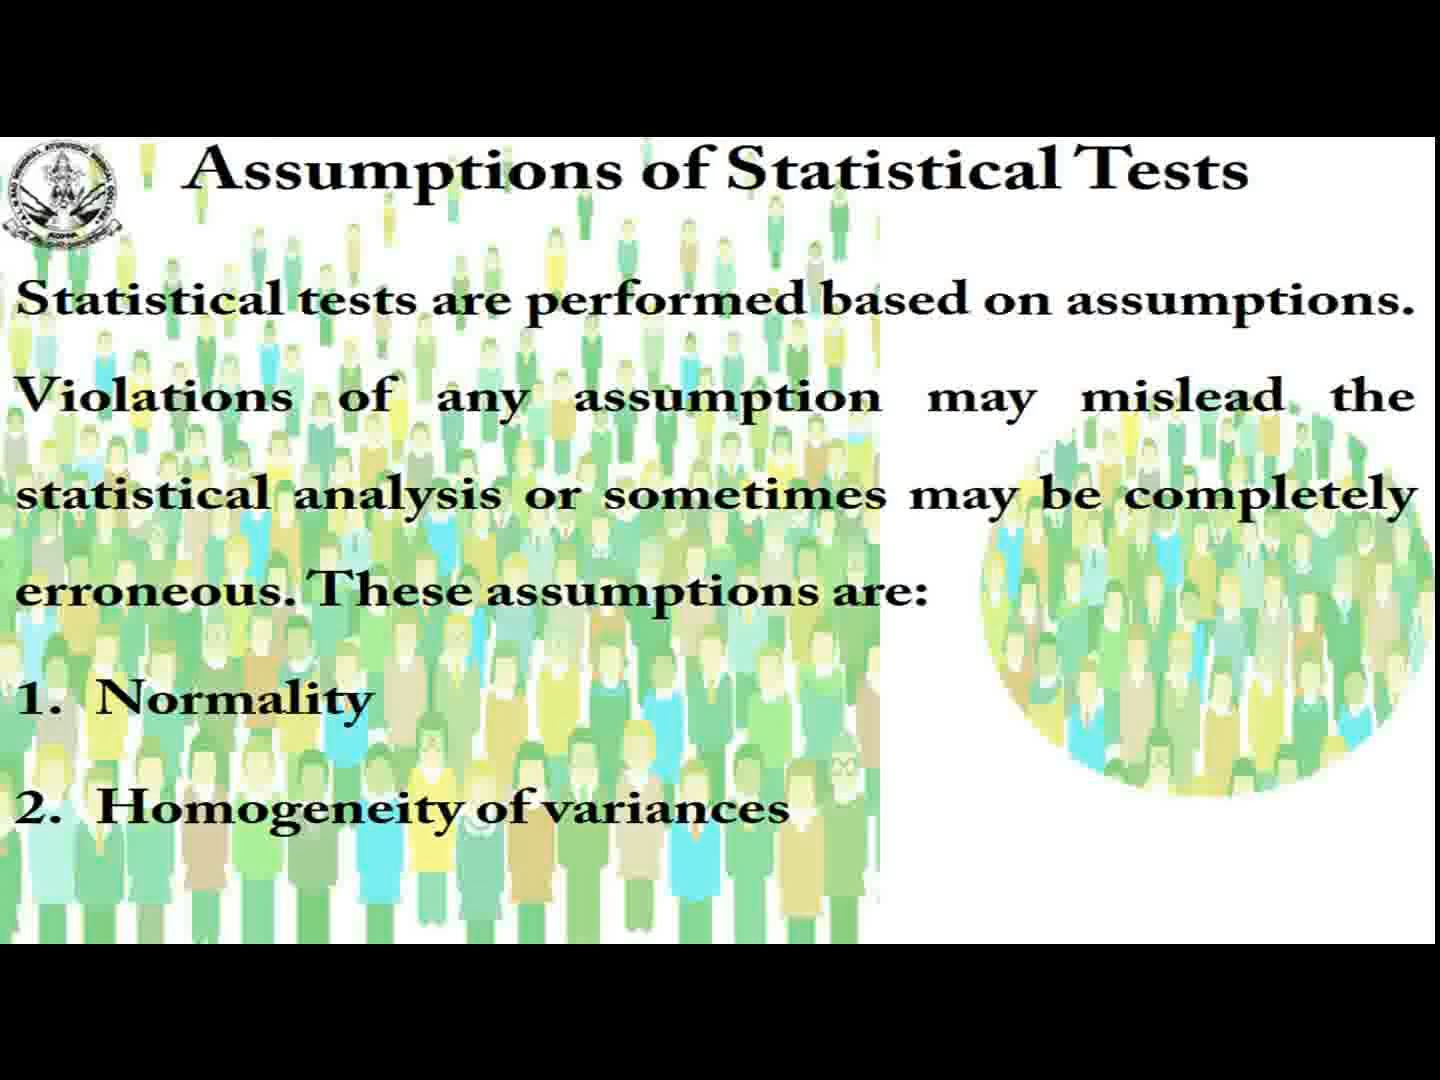 Assumptions of Statistical Tests
Statistical tests are performed based on assumptions.
Violations of any assumption may mislead the
statistical analysis or sometimes may be completely
erroneous. These assumptions are:
1. Normality
2. Homogeneity of variances